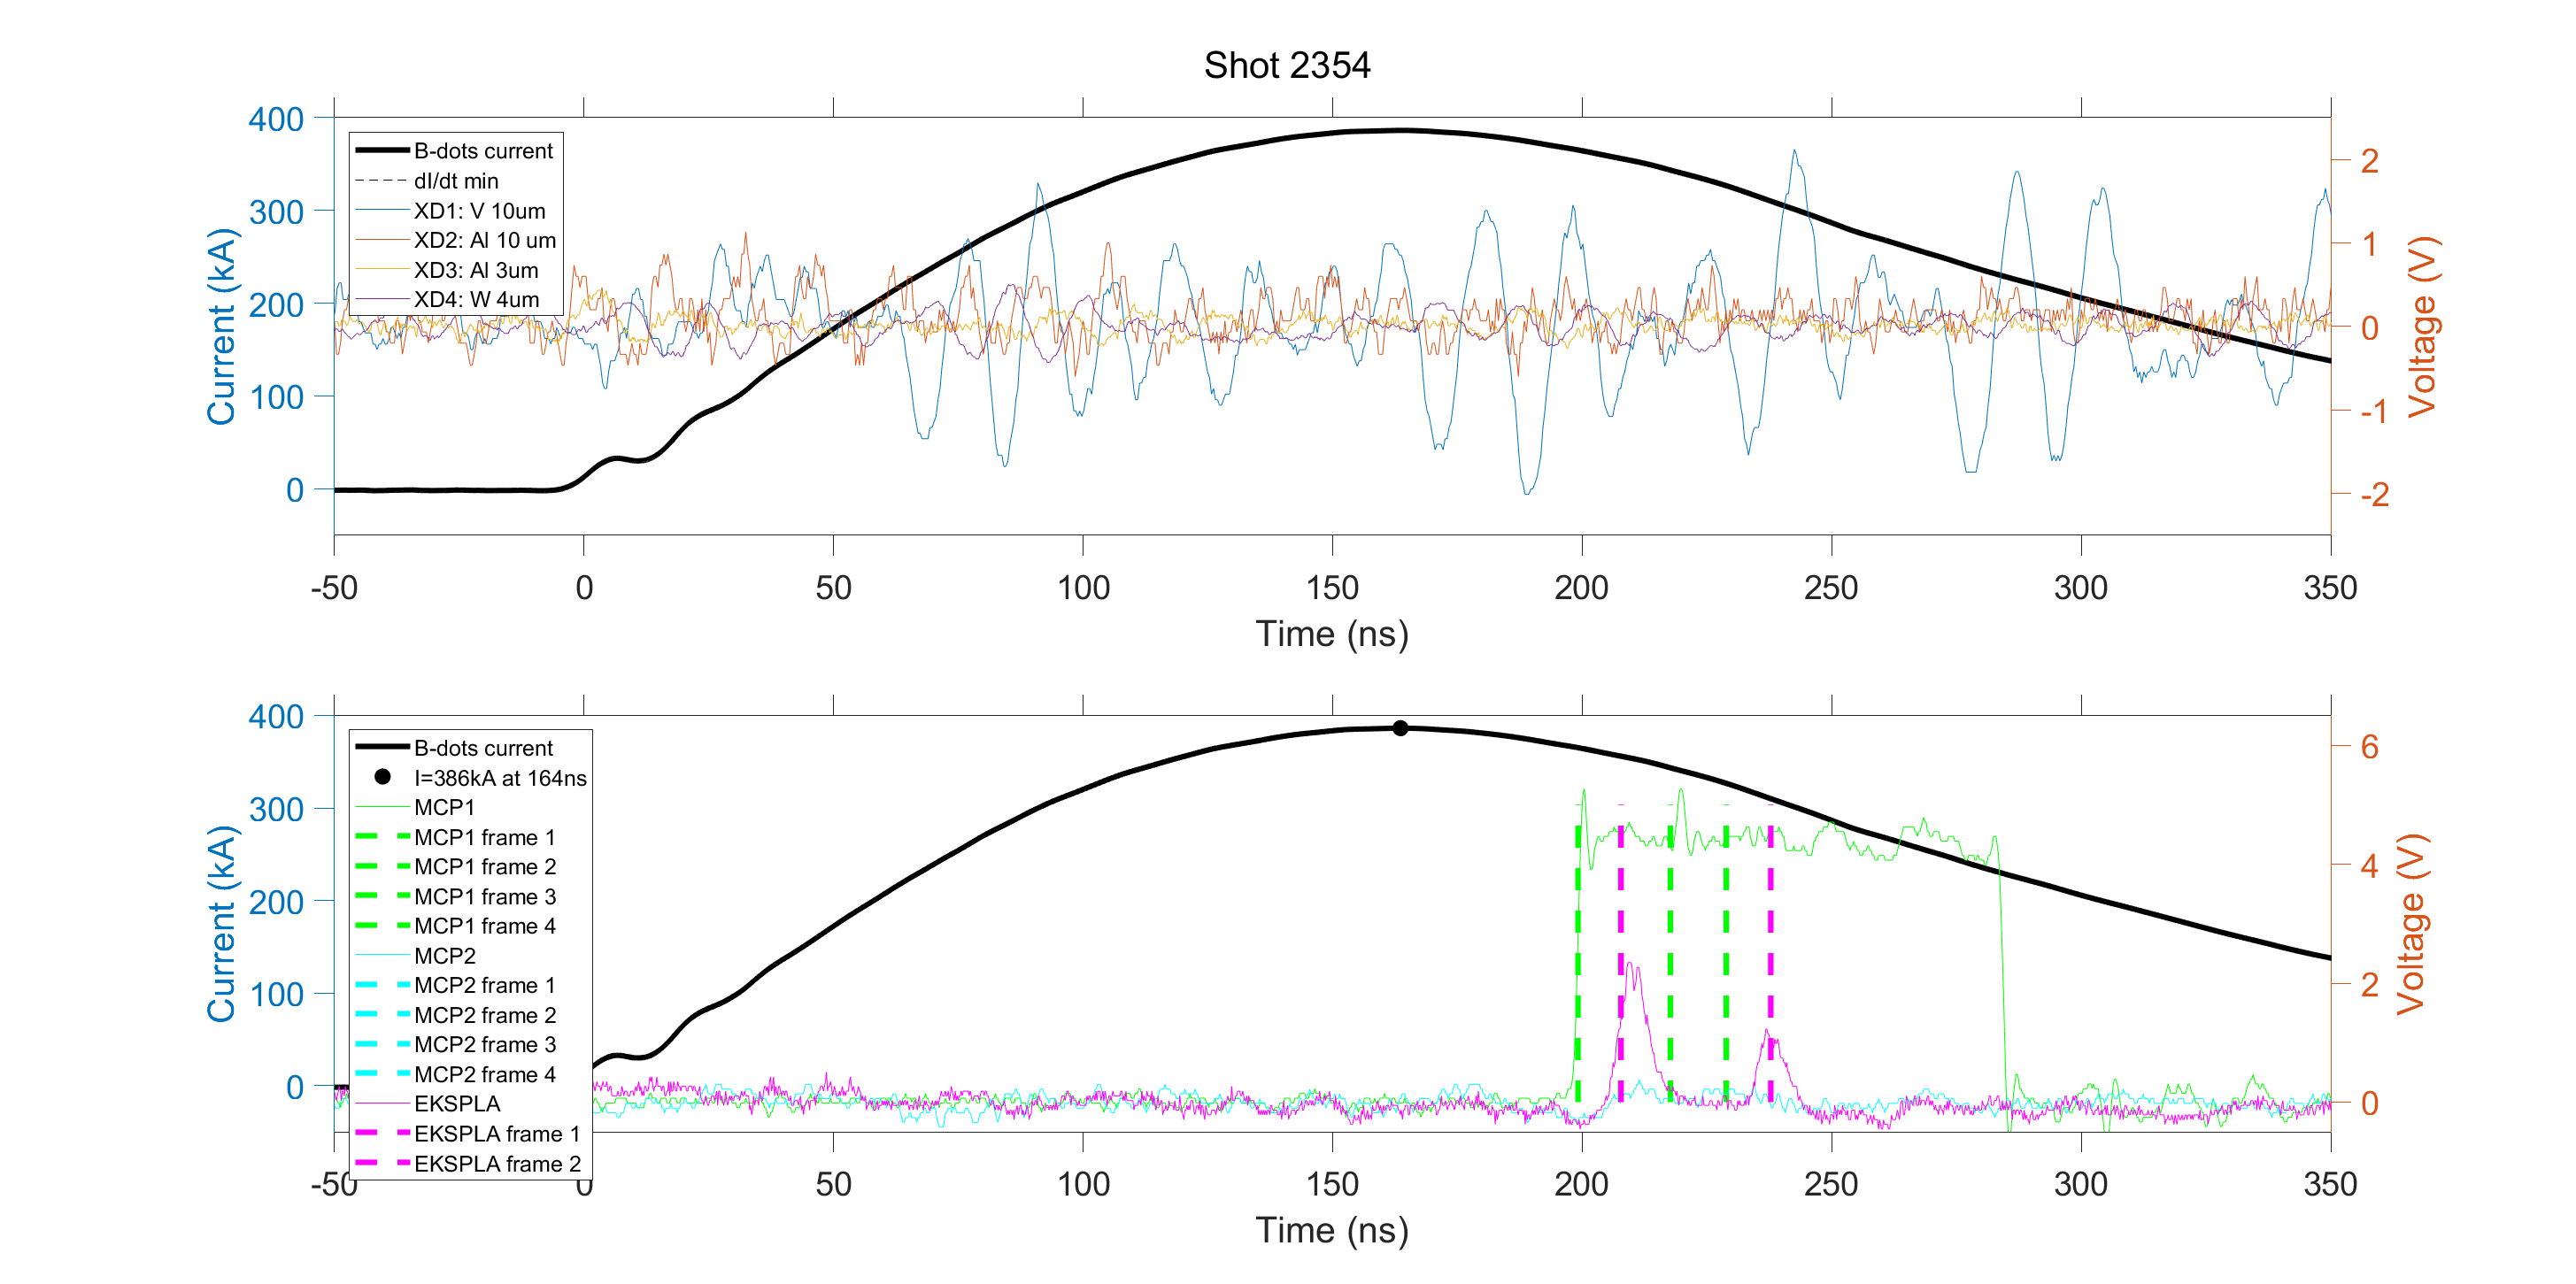 Shot 2354
400
300
200
100
0
Current (kA)
B-dots current
dI/dt min
XD1: V 10um
XD2: Al 10 um
XD3: Al 3um
XD4: W 4um
2
1
0
-1
-2
Voltage (V)
-50 0 50 100 150 200 250 300 350
Time (ns)
400
300
200
100
0
Current (kA)
B-dots current
I=386kA at 164ns
MCP1
MCP1 frame 1
MCP1 frame 2
MCP1 frame 3
MCP1 frame 4
MCP2
MCP2 frame 1
MCP2 frame 2
MCP2 frame 3
MCP2 frame 4
EKSPLA
EKSPLA frame 1
EKSPLA frame 2
6
4
2
0
Voltage (V)
-50 0 50 100 150 200 250 300 350
Time (ns)